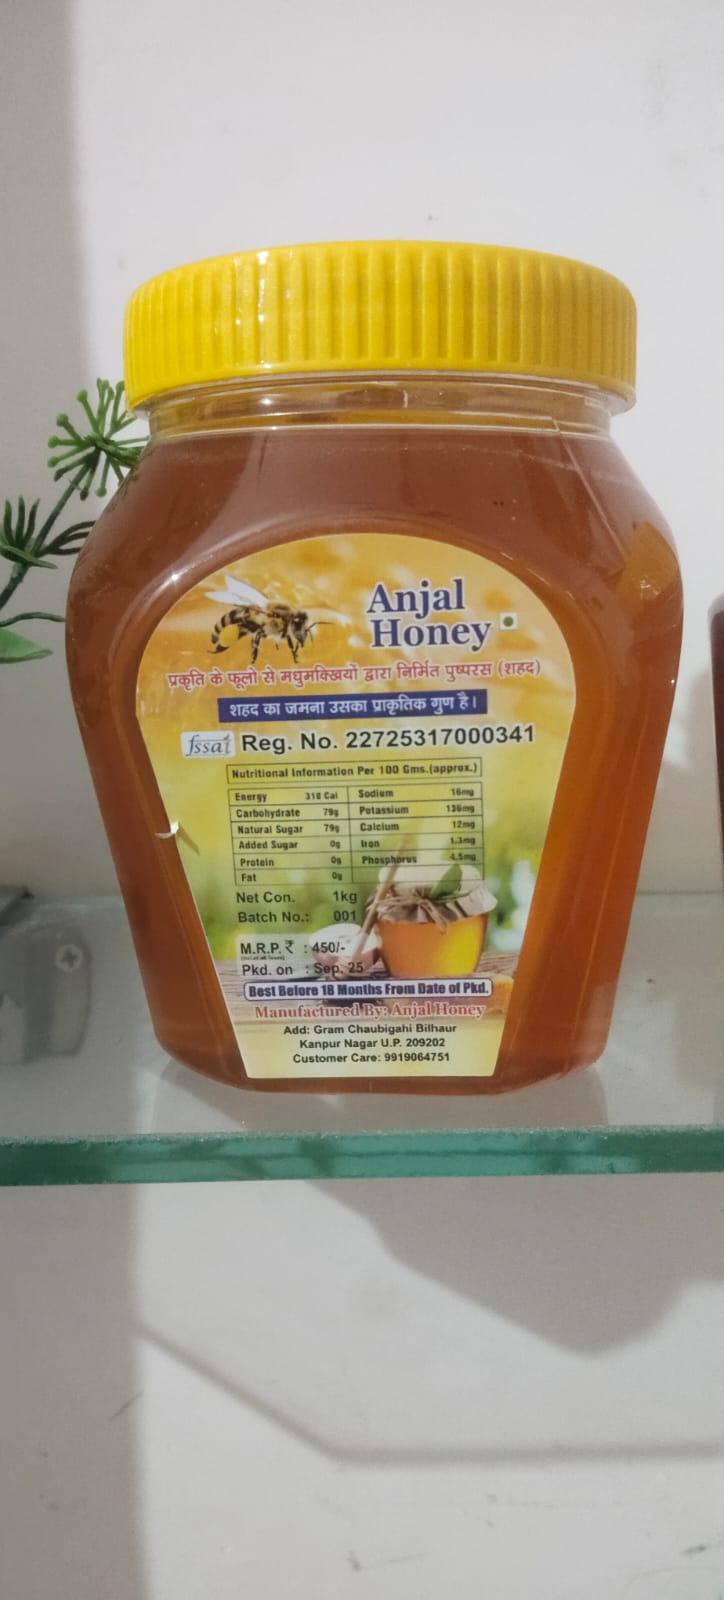 Anjal
Honey
प्रकृति के फूलो से मधुमक्खियों द्वारा निर्मित पुष्परस (शहद)
शहद का जमना उसका प्राकृतिक गुण है।
fssai Reg. No. 22725317000341
Nutritional Information Per 100 Gms.(approx.)
Energy 310 Cal Sodium 16mg
Carbohydrate 79g Potassium 136mg
Natural Sugar 79g Calcium 12mg
Added Sugar 0g Iron 1.3mg
Protein 0g Phosphorus 4.5mg
Fat 0g
Net Con. 1kg
Batch No.: 001
M.R.P.₹ : 450/-
Pkd. on : Sep. 25
Best Before 18 Months From Date of Pkd.
Manufactured By: Anjal Honey
Add: Gram Chaubigahi Bilhaur
Kanpur Nagar U.P. 209202
Customer Care: 9919064751